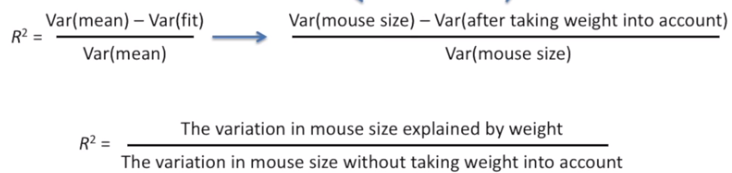 R² = Var(mean) – Var(fit) / Var(mean) Var(mouse size) – Var(after taking weight into account) / Var(mouse size)
R² = The variation in mouse size explained by weight / The variation in mouse size without taking weight into account